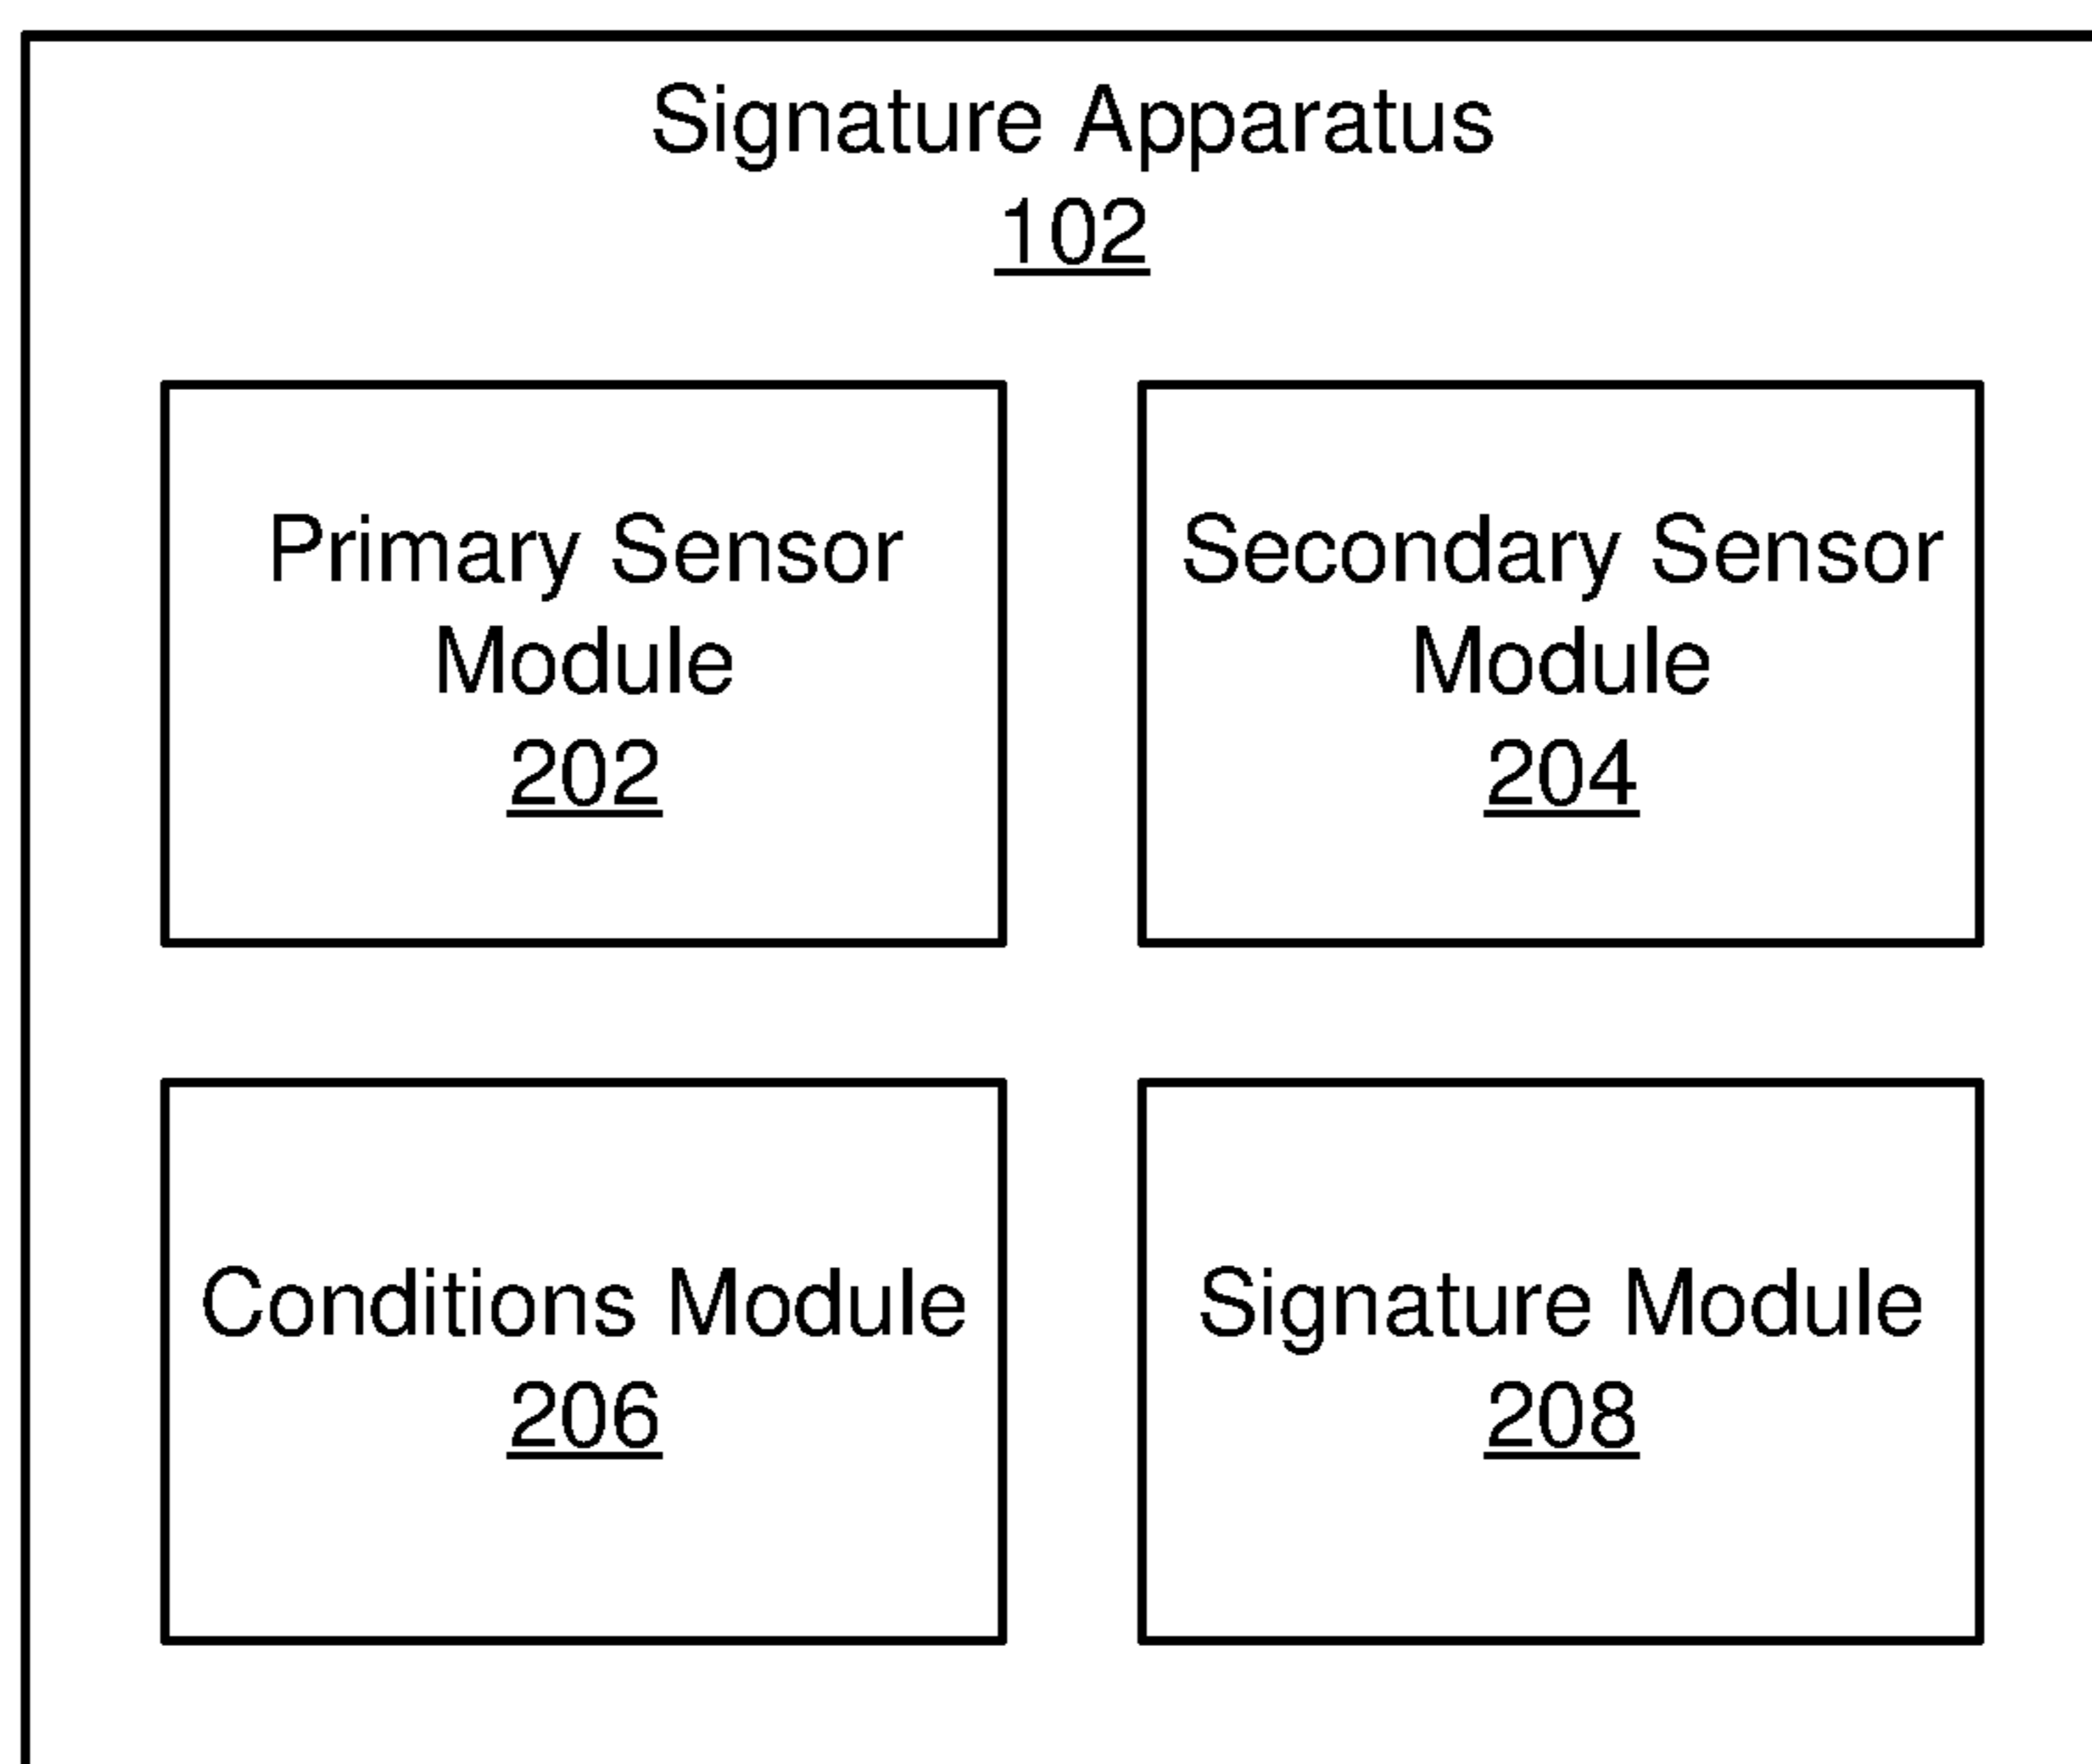 Signature Apparatus
102
Primary Sensor
Module
202
Secondary Sensor
Module
204
Conditions Module
206
Signature Module
208